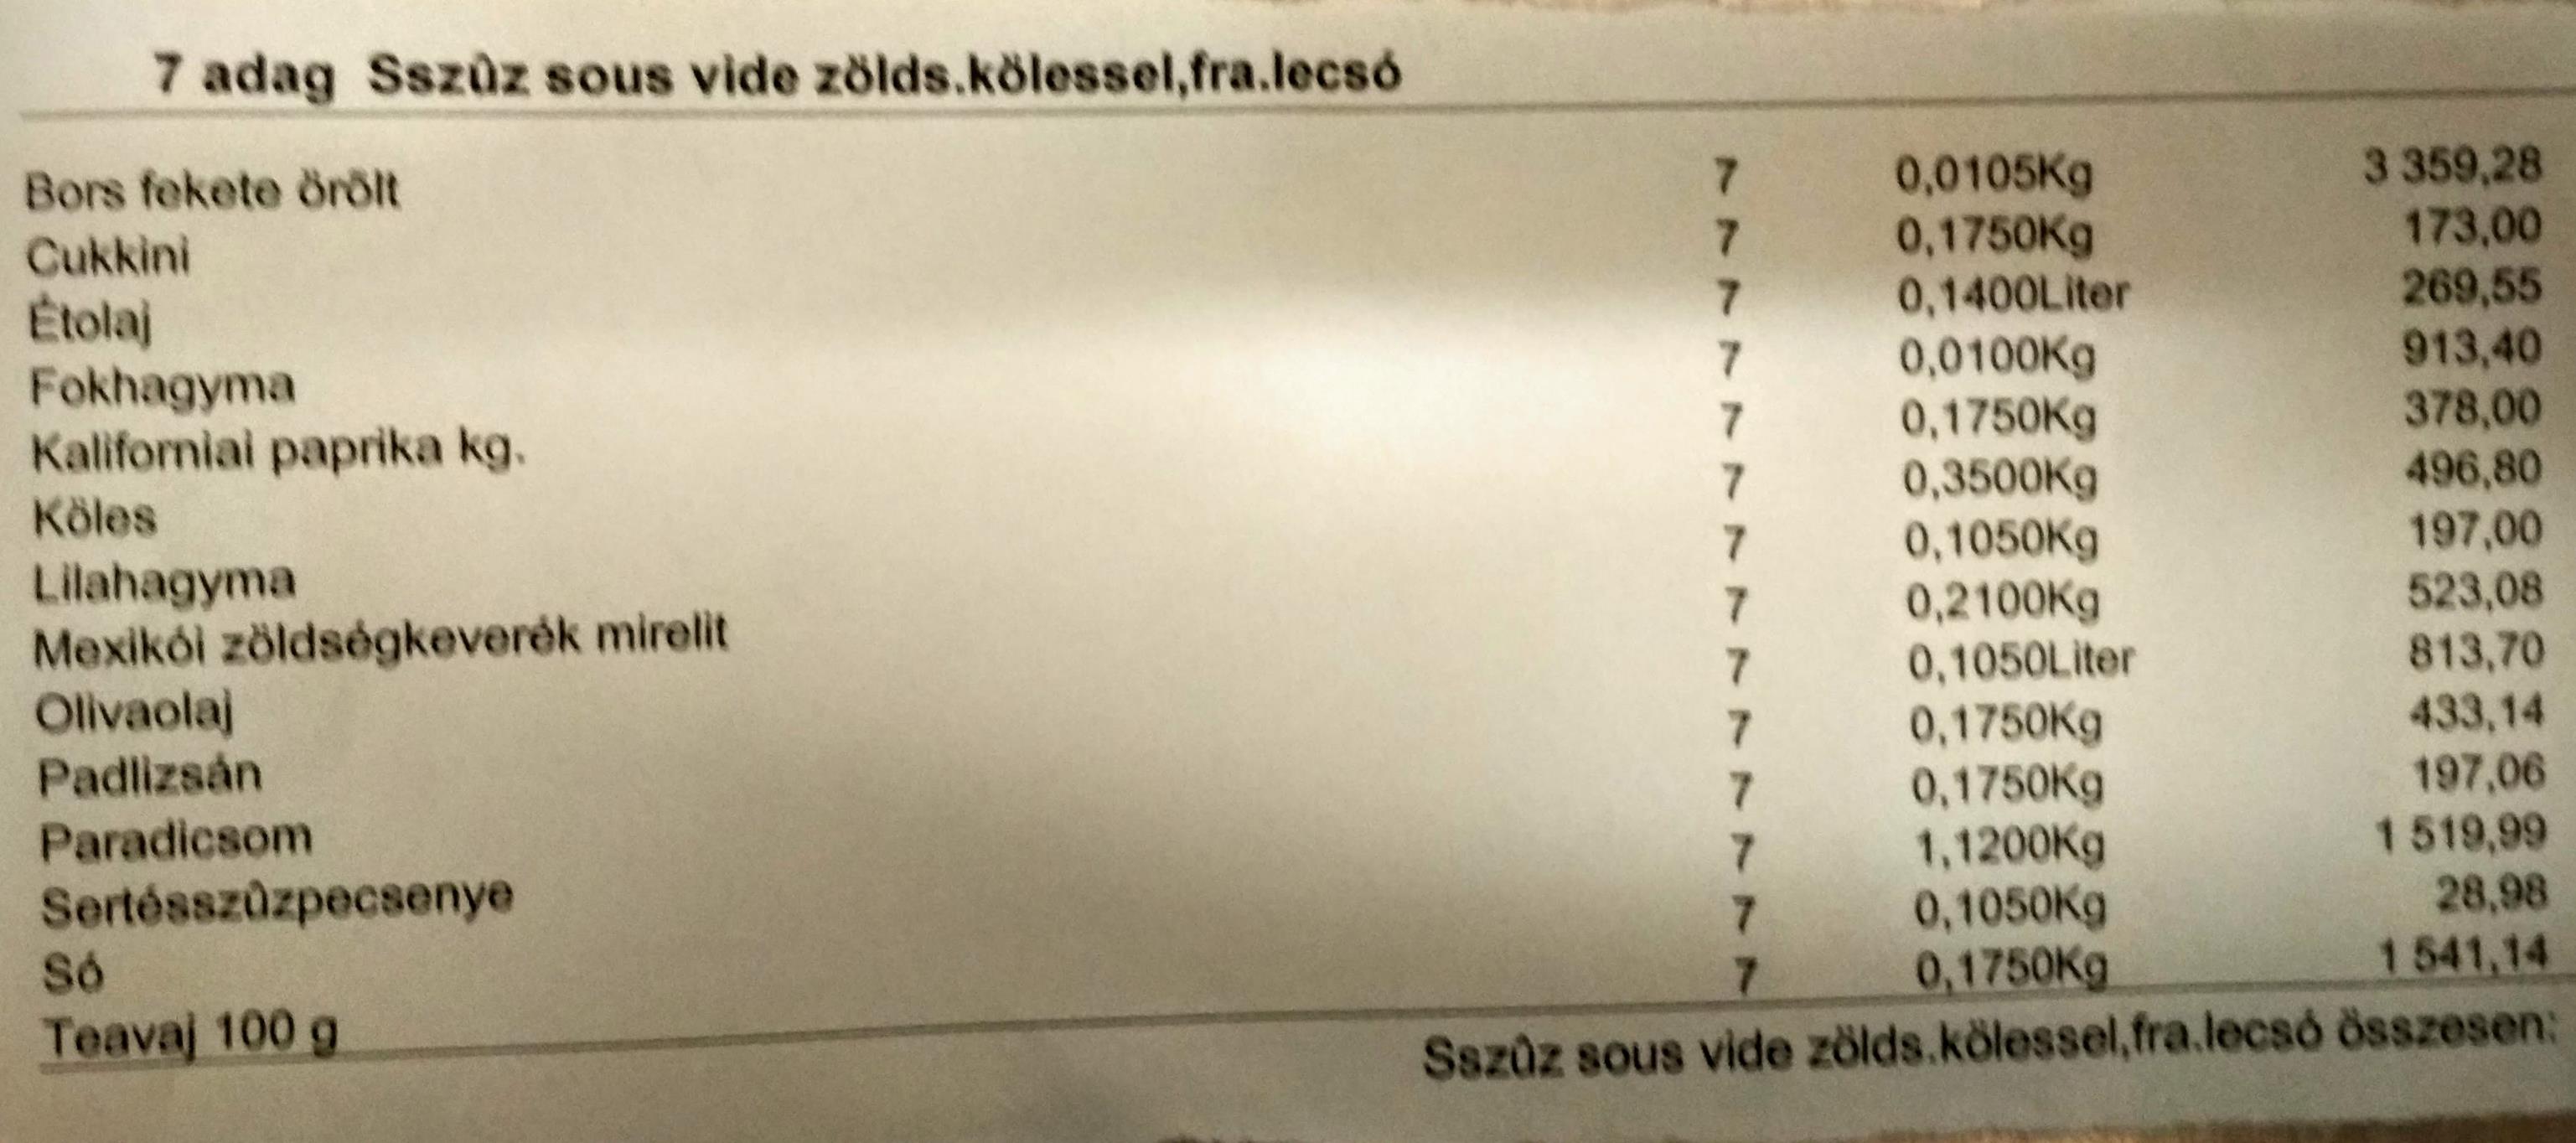 7 adag Sszûz sous vide zölds.kölessel,fra.lecsó
Bors fekete õrölt 7 0,0105Kg 3 359,28
Cukkini 7 0,1750Kg 173,00
Étolaj 7 0,1400Liter 269,55
Fokhagyma 7 0,0100Kg 913,40
Kaliforniai paprika kg. 7 0,1750Kg 378,00
Köles 7 0,3500Kg 496,80
Lilahagyma 7 0,1050Kg 197,00
Mexikói zöldségkeverék mirelit 7 0,2100Kg 523,08
Olivaolaj 7 0,1050Liter 813,70
Padlizsán 7 0,1750Kg 433,14
Paradicsom 7 0,1750Kg 197,06
Sertésszûzpecsenye 7 1,1200Kg 1 519,99
Só 7 0,1050Kg 28,98
Teavaj 100 g 7 0,1750Kg 1 541,14
Sszûz sous vide zölds.kölessel,fra.lecsó összesen: